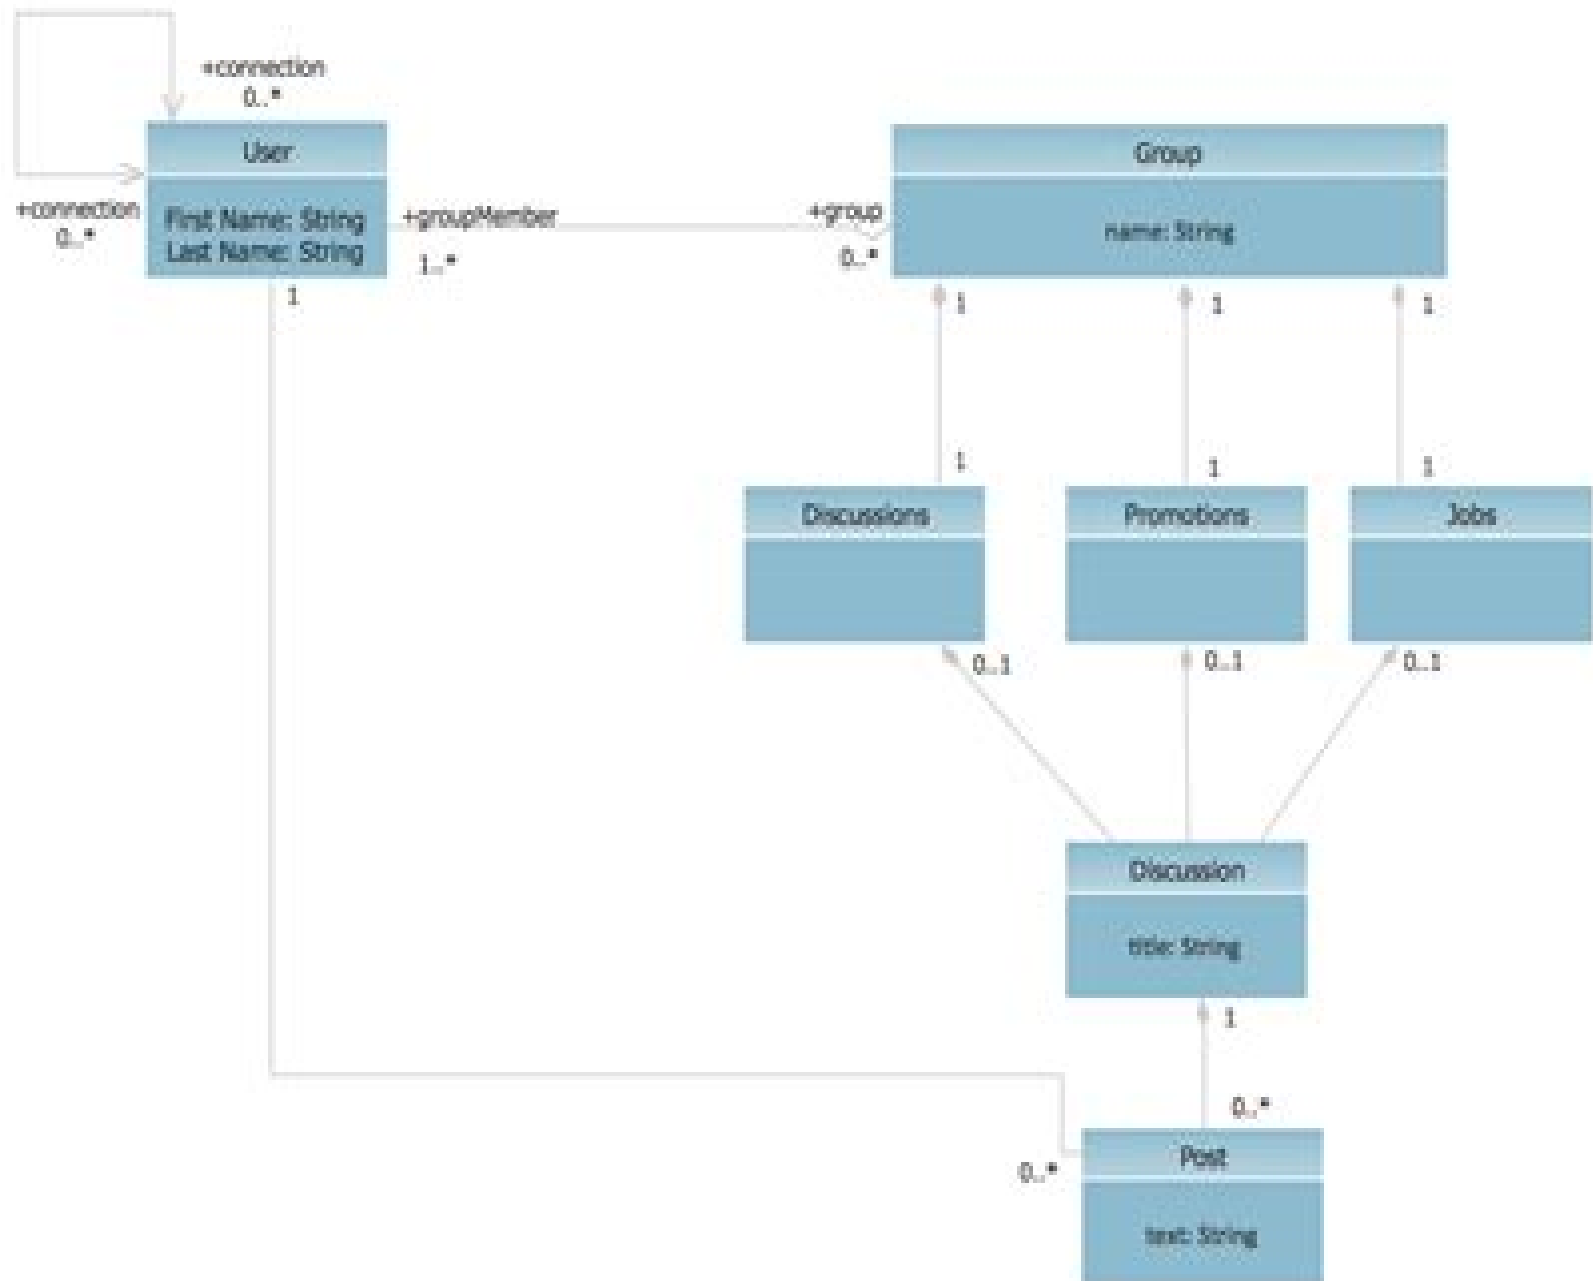 +connection
0..*
User
Group
+connection
0..*
First Name: String
Last Name: String
+groupMember
1..*
+group
0..*
name: String
1
1
1
1
1
1
1
Discussions
Promotions
Jobs
0..1
0..1
0..1
Discussion
title: String
1
0..*
Post
0..*
text: String